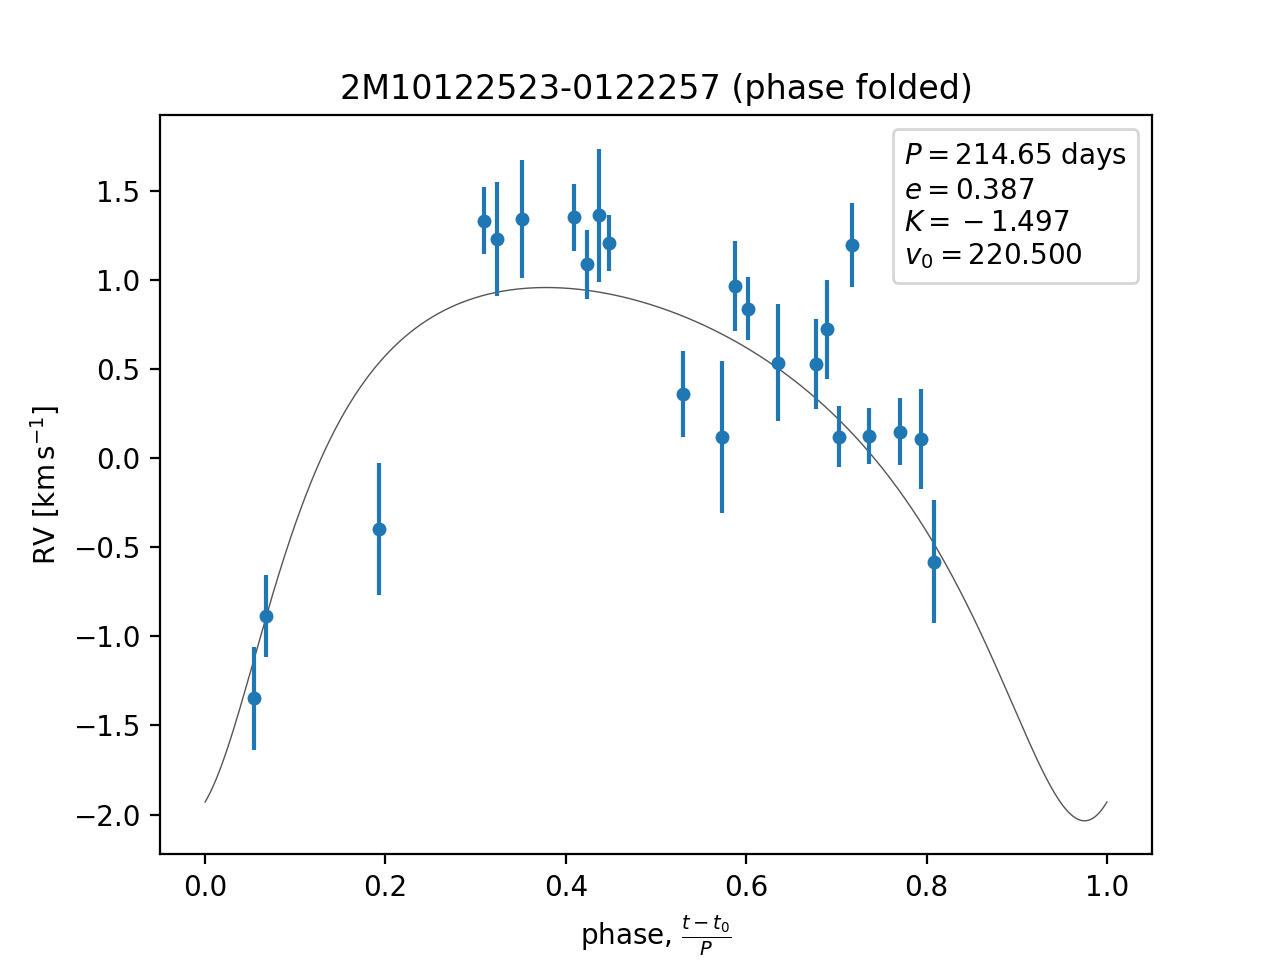 2M10122523-0122257 (phase folded)
P = 214.65 days
e = 0.387
K = −1.497
v₀ = 220.500
1.5
1.0
0.5
0.0
−0.5
−1.0
−1.5
−2.0
RV [km s⁻¹]
0.0 0.2 0.4 0.6 0.8 1.0
phase, (t − t₀)/P